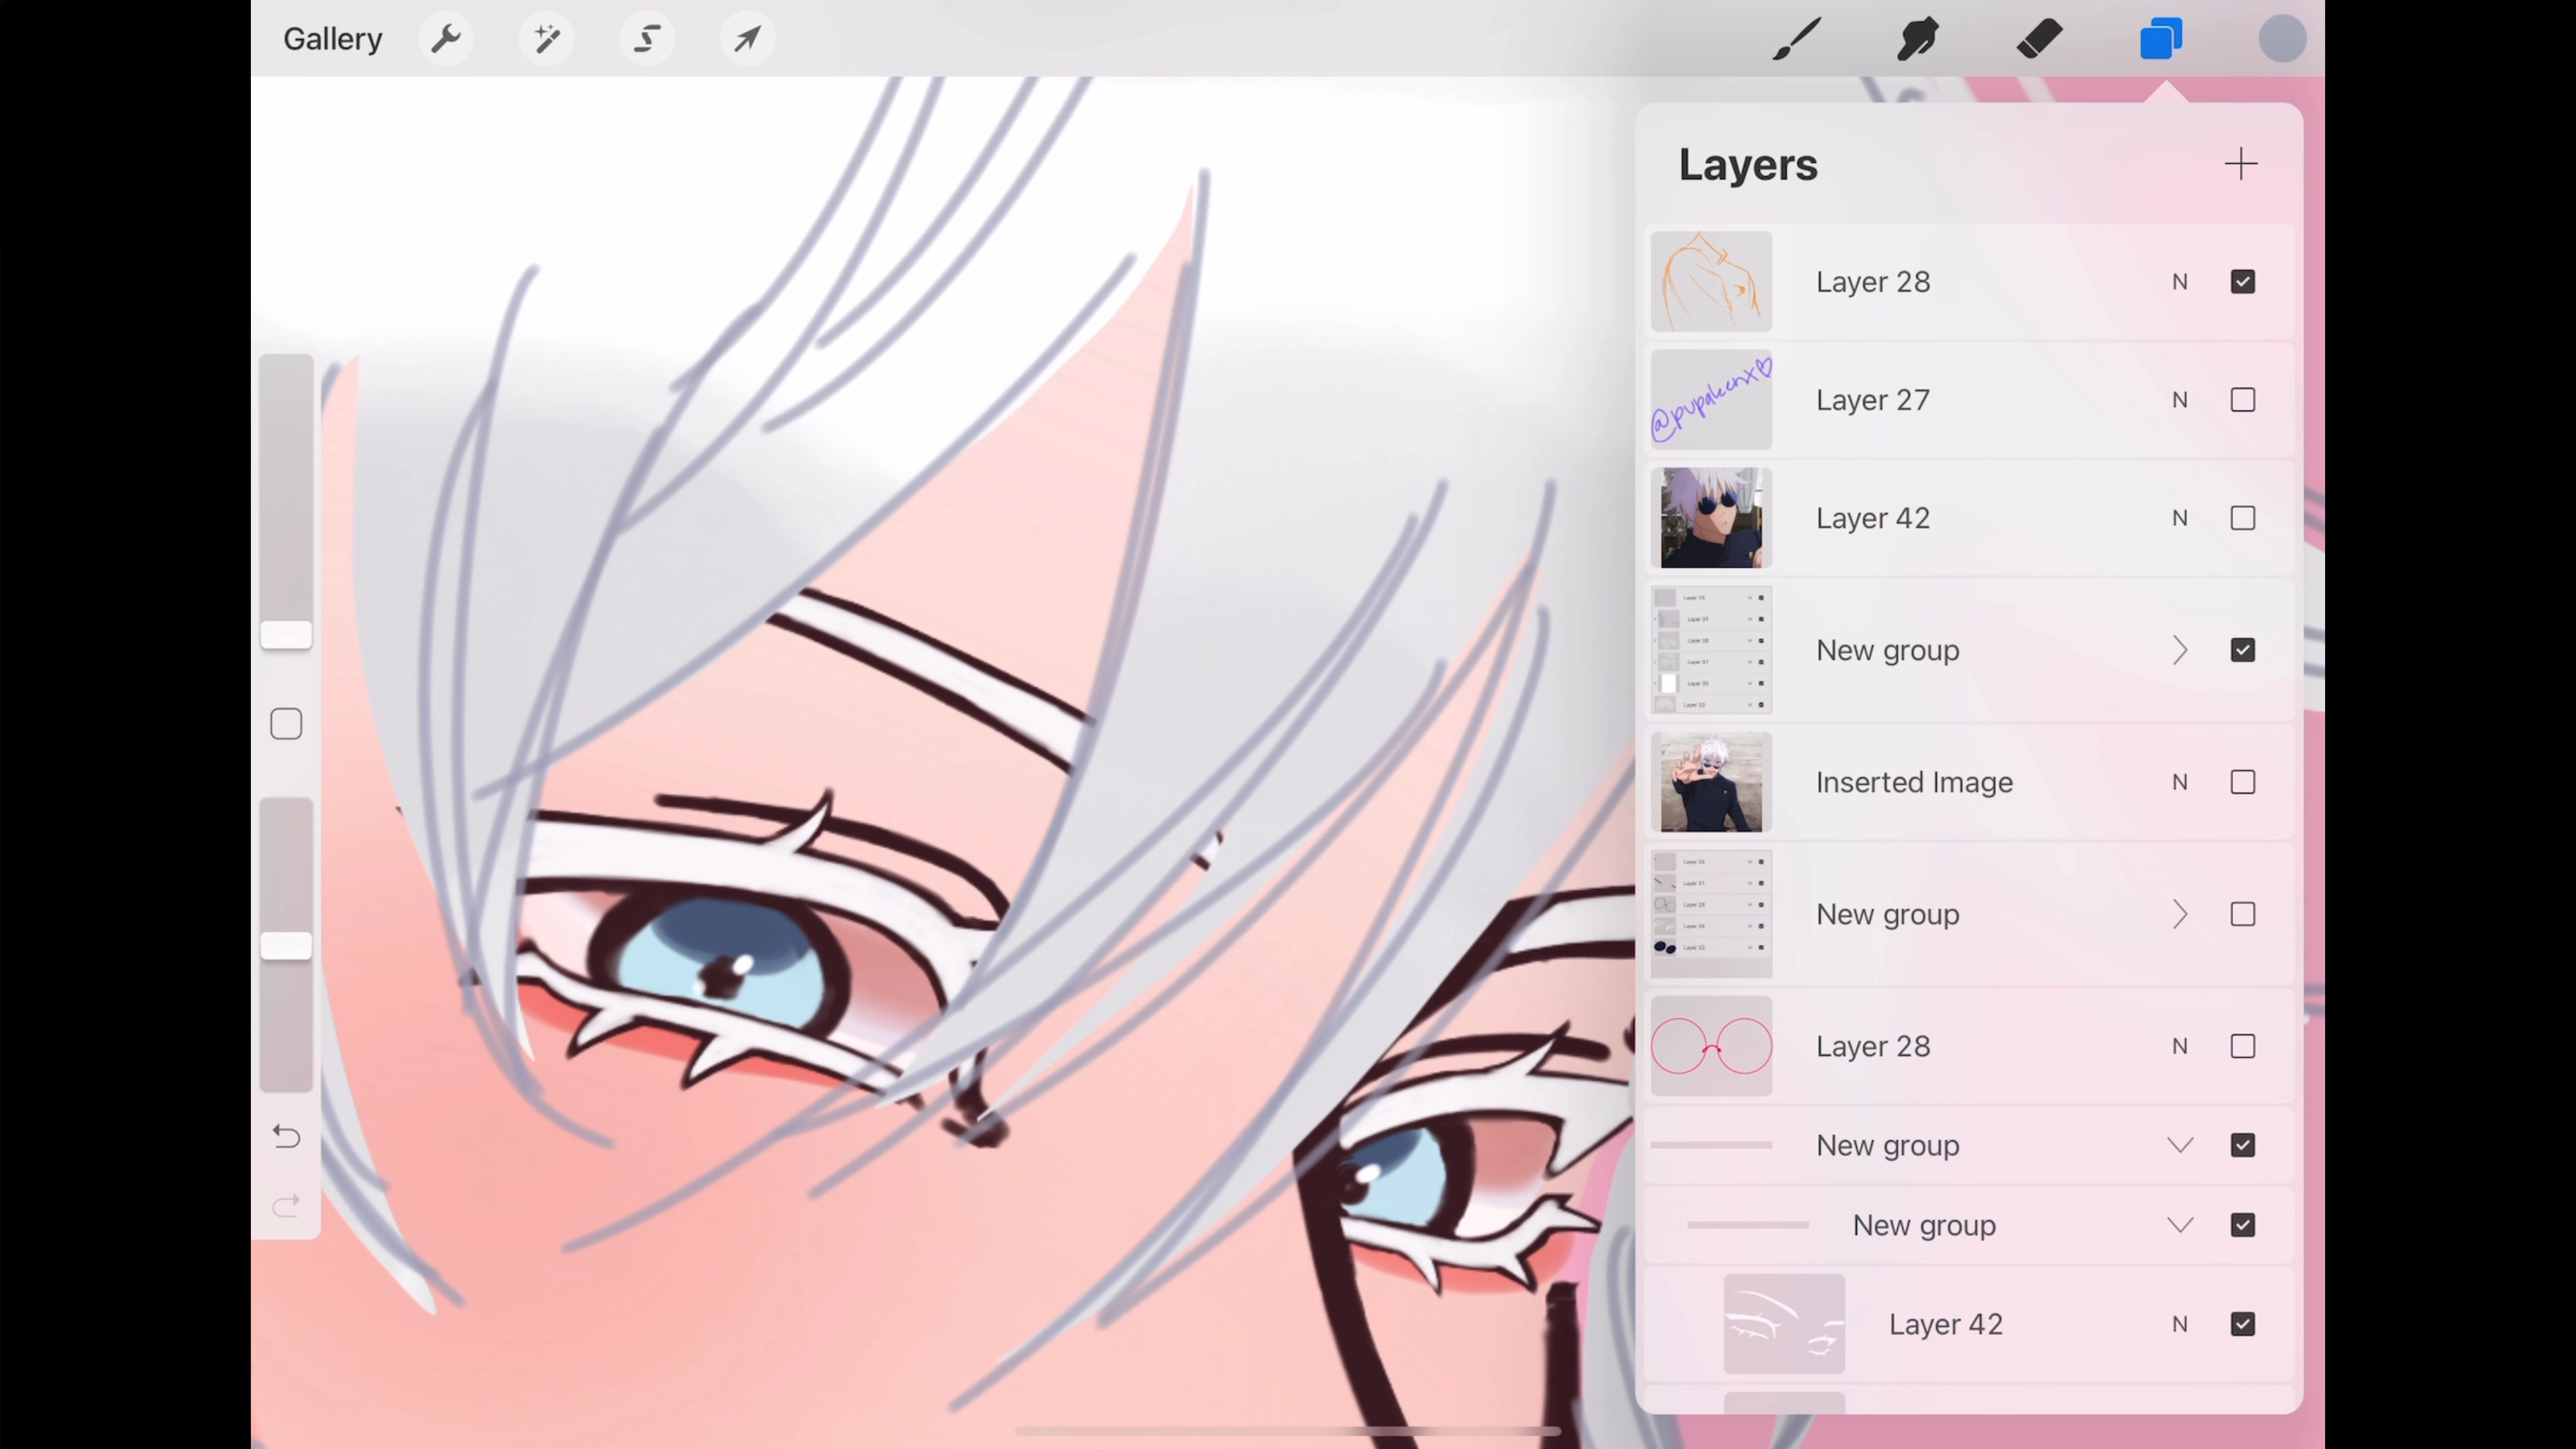 Gallery
Layers
Layer 28 N
@pupaleenx♡
Layer 27 N
Layer 42 N
New group
Inserted Image N
New group
Layer 28 N
New group
New group
Layer 42 N